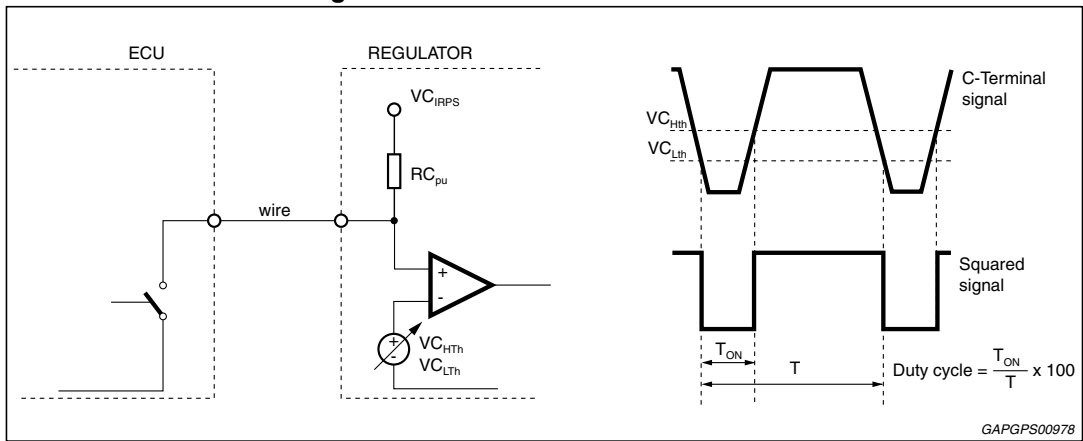 ECU
REGULATOR
VC_IRPS
RC_pu
wire
+
-
+
-
VC_HTh
VC_LTh
C-Terminal
signal
VC_Hth
VC_Lth
Squared
signal
T_ON
T
Duty cycle = T_ON / T x 100
GAPGPS00978